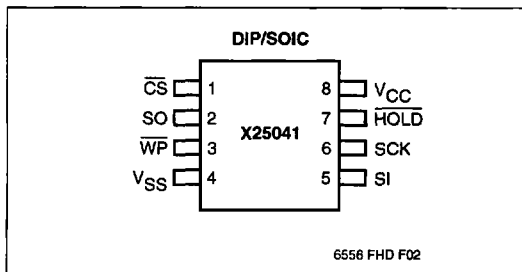 DIP/SOIC
CS 1 8 VCC
SO 2 X25041 7 HOLD
WP 3 6 SCK
VSS 4 5 SI
6556 FHD F02